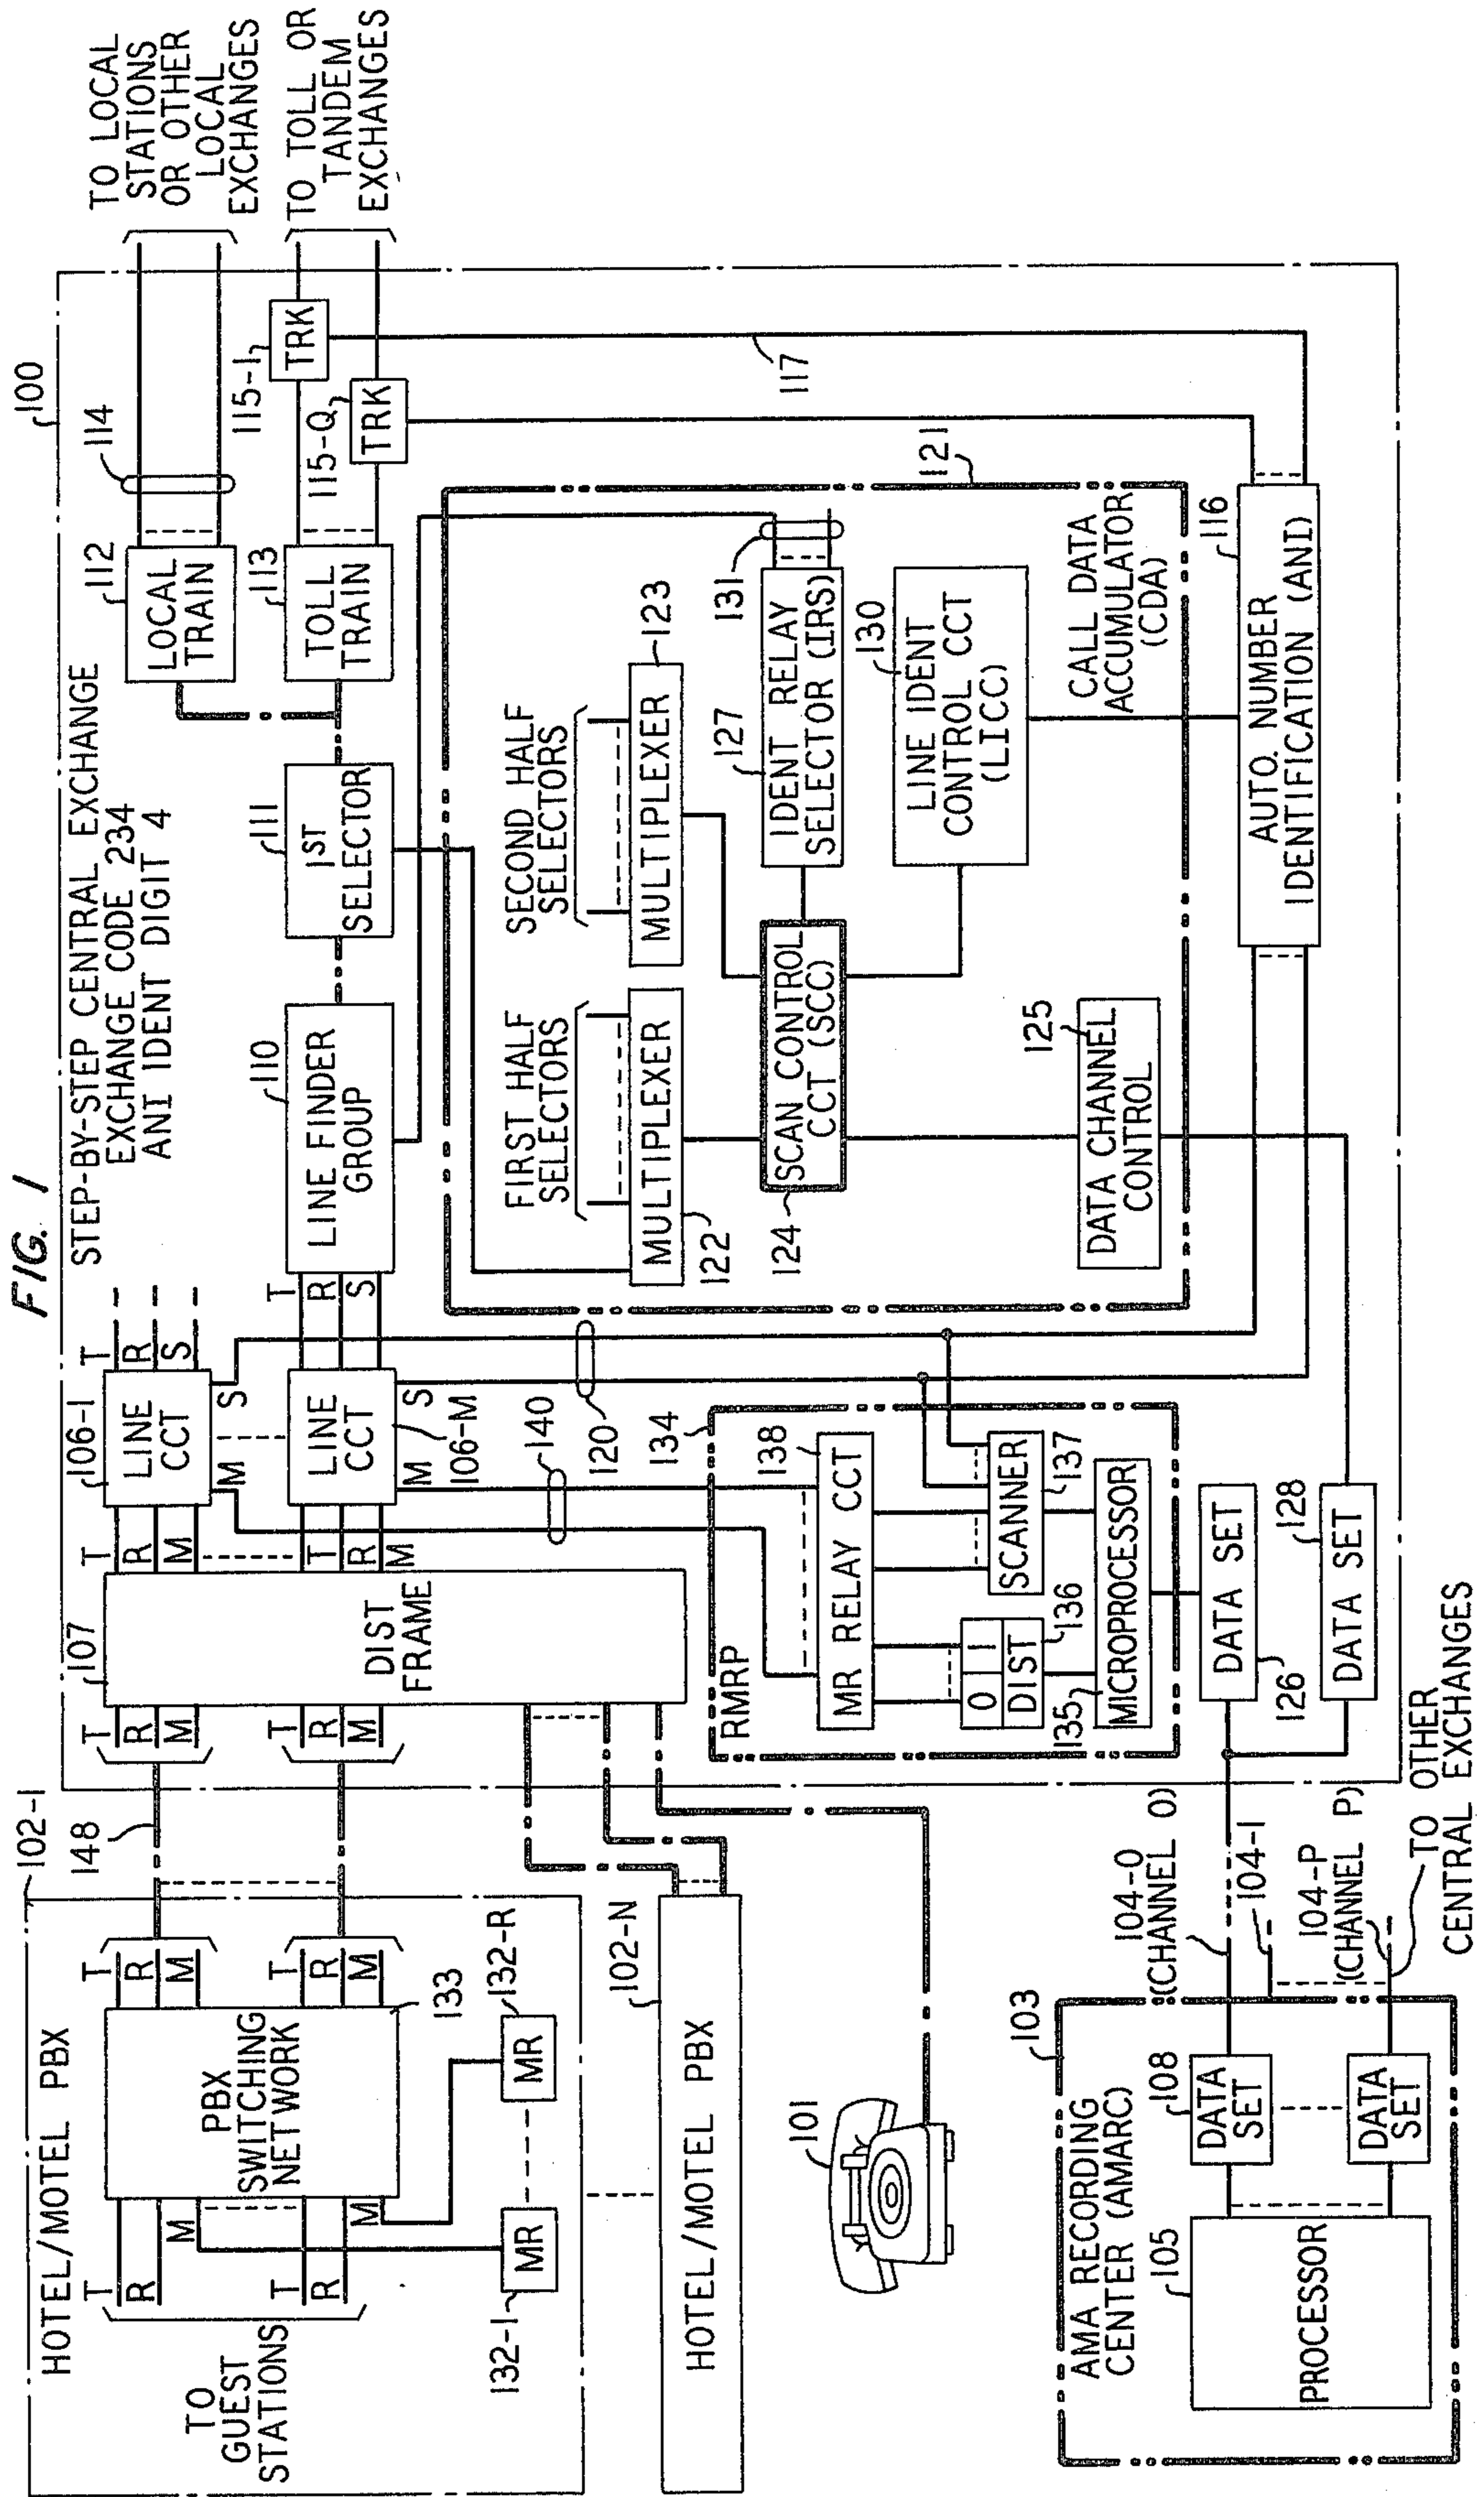 FIG. 1
100
STEP-BY-STEP CENTRAL EXCHANGE
EXCHANGE CODE 234
ANI IDENT DIGIT 4
102-1
HOTEL/MOTEL PBX
TO
GUEST
STATIONS
T
R
M
T
R
M
PBX
SWITCHING
NETWORK
133
T
R
M
T
R
M
132-1
MR
MR
132-R
148
T
R
M
T
R
M
107
DIST
FRAME
T
R
M
T
R
M
106-1
LINE
CCT
M
S
T
R
S
LINE
CCT
M
S
106-M
T
R
S
110
LINE FINDER
GROUP
111
1ST
SELECTOR
112
LOCAL
TRAIN
114
113
TOLL
TRAIN
115-1
TRK
115-Q
TRK
117
TO LOCAL
STATIONS
OR OTHER
LOCAL
EXCHANGES
TO TOLL OR
TANDEM
EXCHANGES
102-N
HOTEL/MOTEL PBX
101
140
120
134
RMRP
138
MR RELAY CCT
O
I
DIST
136
SCANNER
137
135
MICROPROCESSOR
121
FIRST HALF
SELECTORS
MULTIPLEXER
122
SECOND HALF
SELECTORS
MULTIPLEXER
123
124
SCAN CONTROL
CCT (SCC)
127
IDENT RELAY
SELECTOR (IRS)
131
130
LINE IDENT
CONTROL CCT
(LICC)
125
DATA CHANNEL
CONTROL
CALL DATA
ACCUMULATOR
(CDA)
116
AUTO. NUMBER
IDENTIFICATION (ANI)
DATA SET
126
128
DATA SET
103
AMA RECORDING
CENTER (AMARC)
105
PROCESSOR
108
DATA
SET
DATA
SET
104-O
(CHANNEL O)
104-1
104-P
(CHANNEL P)
TO OTHER
CENTRAL EXCHANGES